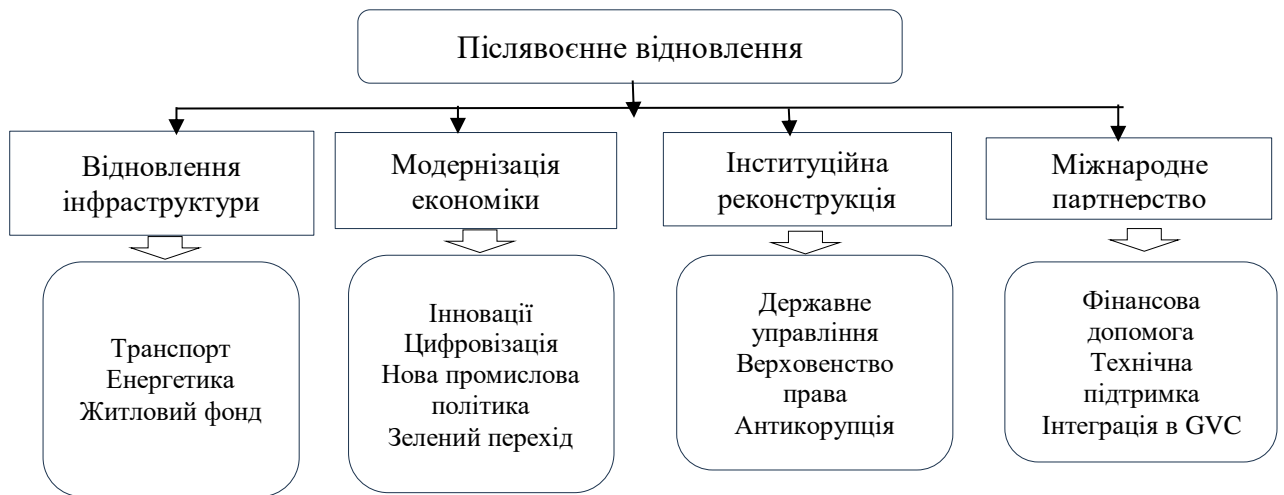 Післявоєнне відновлення
Відновлення
інфраструктури
Модернізація
економіки
Інституційна
реконструкція
Міжнародне
партнерство
Транспорт
Енергетика
Житловий фонд
Інновації
Цифровізація
Нова промислова
політика
Зелений перехід
Державне
управління
Верховенство
права
Антикорупція
Фінансова
допомога
Технічна
підтримка
Інтеграція в GVC